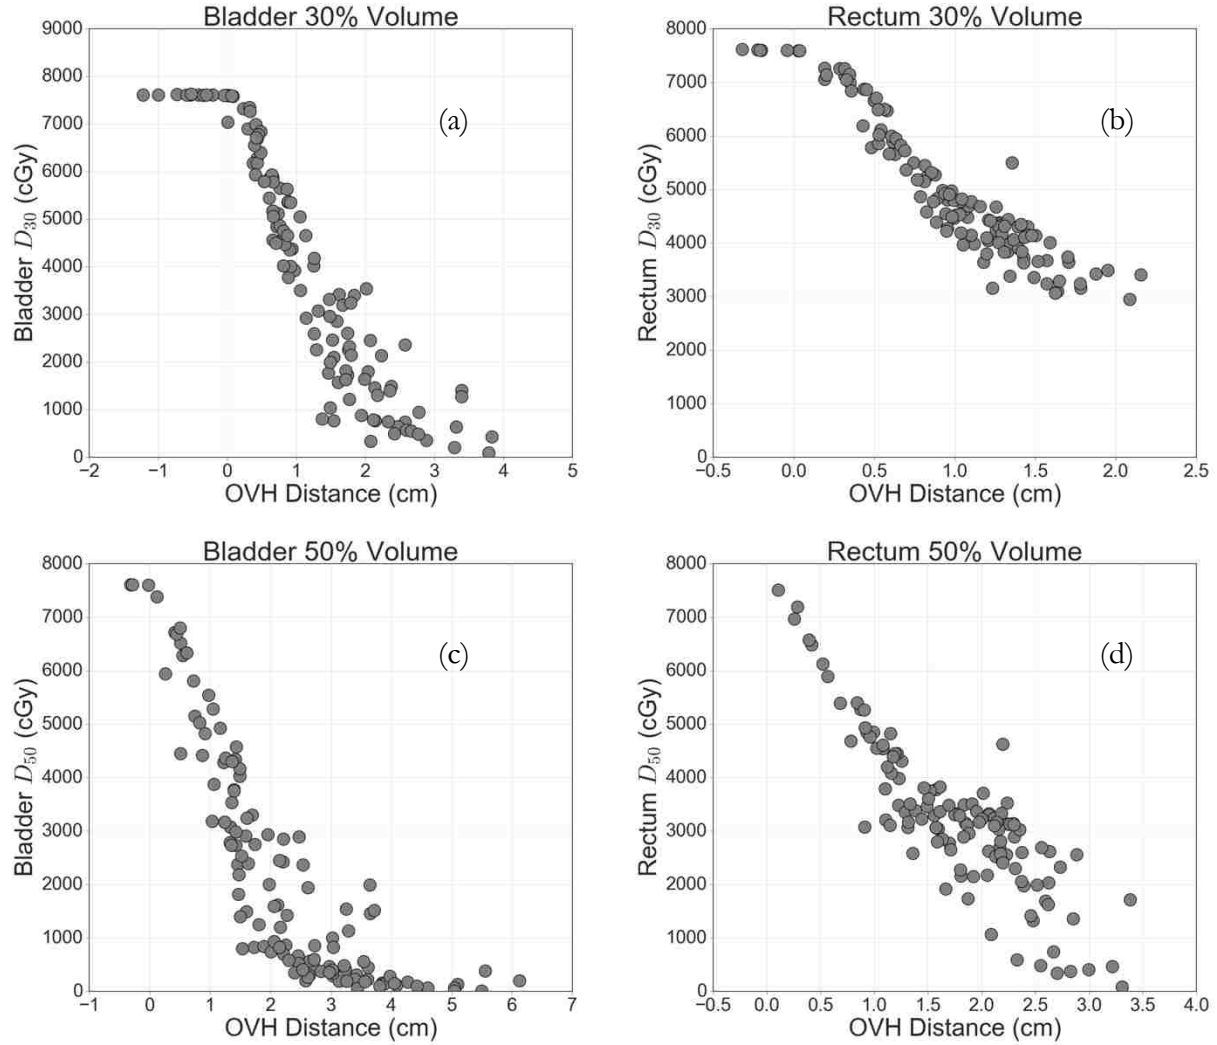 Bladder 30% Volume
9000
8000
7000
6000
5000
4000
3000
2000
1000
0
−2 −1 0 1 2 3 4 5
Bladder D30 (cGy)
OVH Distance (cm)
(a)
Rectum 30% Volume
8000
7000
6000
5000
4000
3000
2000
1000
0
−0.5 0.0 0.5 1.0 1.5 2.0 2.5
Rectum D30 (cGy)
OVH Distance (cm)
(b)
Bladder 50% Volume
8000
7000
6000
5000
4000
3000
2000
1000
0
−1 0 1 2 3 4 5 6 7
Bladder D50 (cGy)
OVH Distance (cm)
(c)
Rectum 50% Volume
8000
7000
6000
5000
4000
3000
2000
1000
0
−0.5 0.0 0.5 1.0 1.5 2.0 2.5 3.0 3.5 4.0
Rectum D50 (cGy)
OVH Distance (cm)
(d)